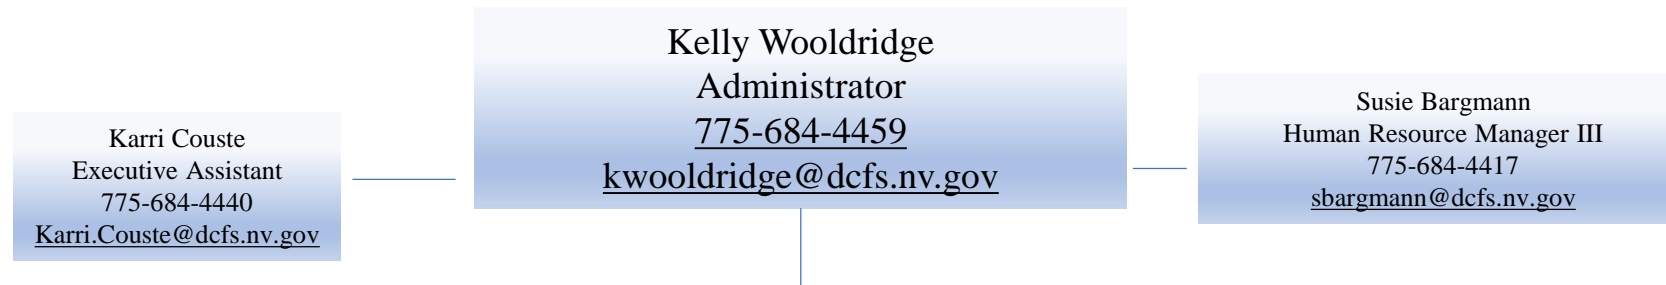 Kelly Wooldridge
Administrator
775-684-4459
kwooldridge@dcfs.nv.gov
Karri Couste
Executive Assistant
775-684-4440
Karri.Couste@dcfs.nv.gov
Susie Bargmann
Human Resource Manager III
775-684-4417
sbargmann@dcfs.nv.gov